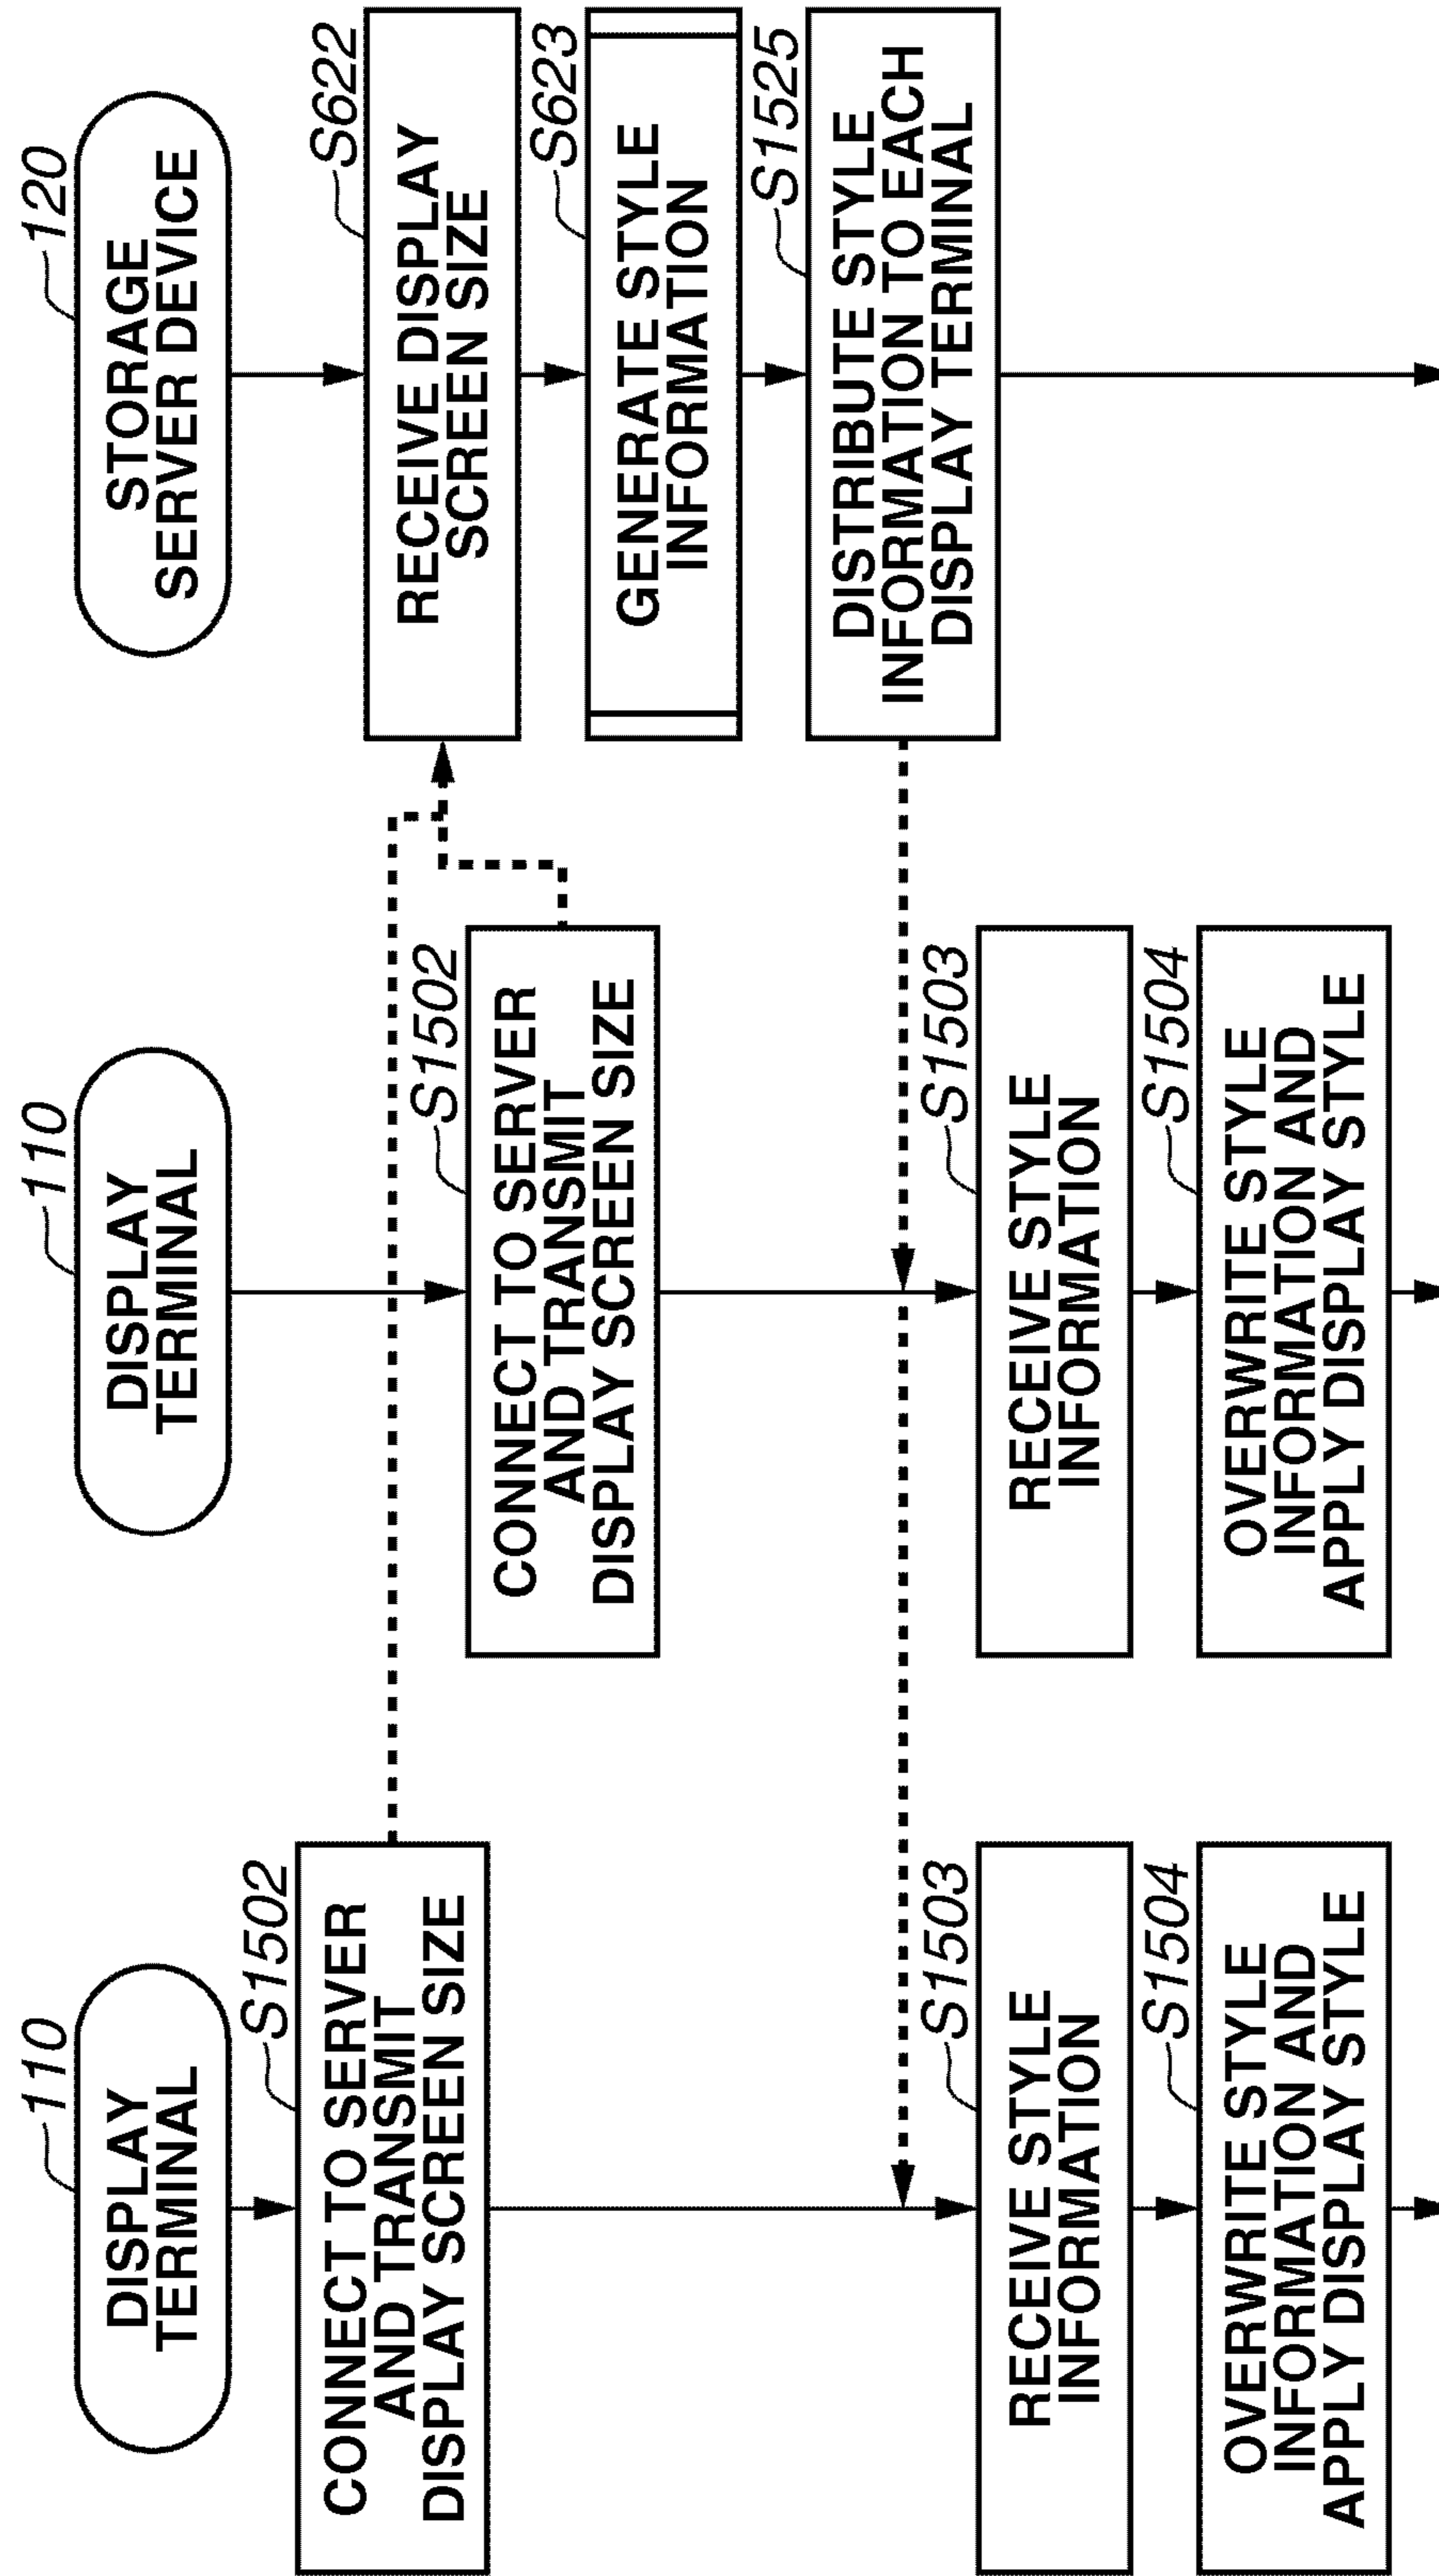 110
DISPLAY
TERMINAL
S1502
CONNECT TO SERVER
AND TRANSMIT
DISPLAY SCREEN SIZE
S1503
RECEIVE STYLE
INFORMATION
S1504
OVERWRITE STYLE
INFORMATION AND
APPLY DISPLAY STYLE
110
DISPLAY
TERMINAL
S1502
CONNECT TO SERVER
AND TRANSMIT
DISPLAY SCREEN SIZE
S1503
RECEIVE STYLE
INFORMATION
S1504
OVERWRITE STYLE
INFORMATION AND
APPLY DISPLAY STYLE
120
STORAGE
SERVER DEVICE
S622
RECEIVE DISPLAY
SCREEN SIZE
S623
GENERATE STYLE
INFORMATION
S1525
DISTRIBUTE STYLE
INFORMATION TO EACH
DISPLAY TERMINAL